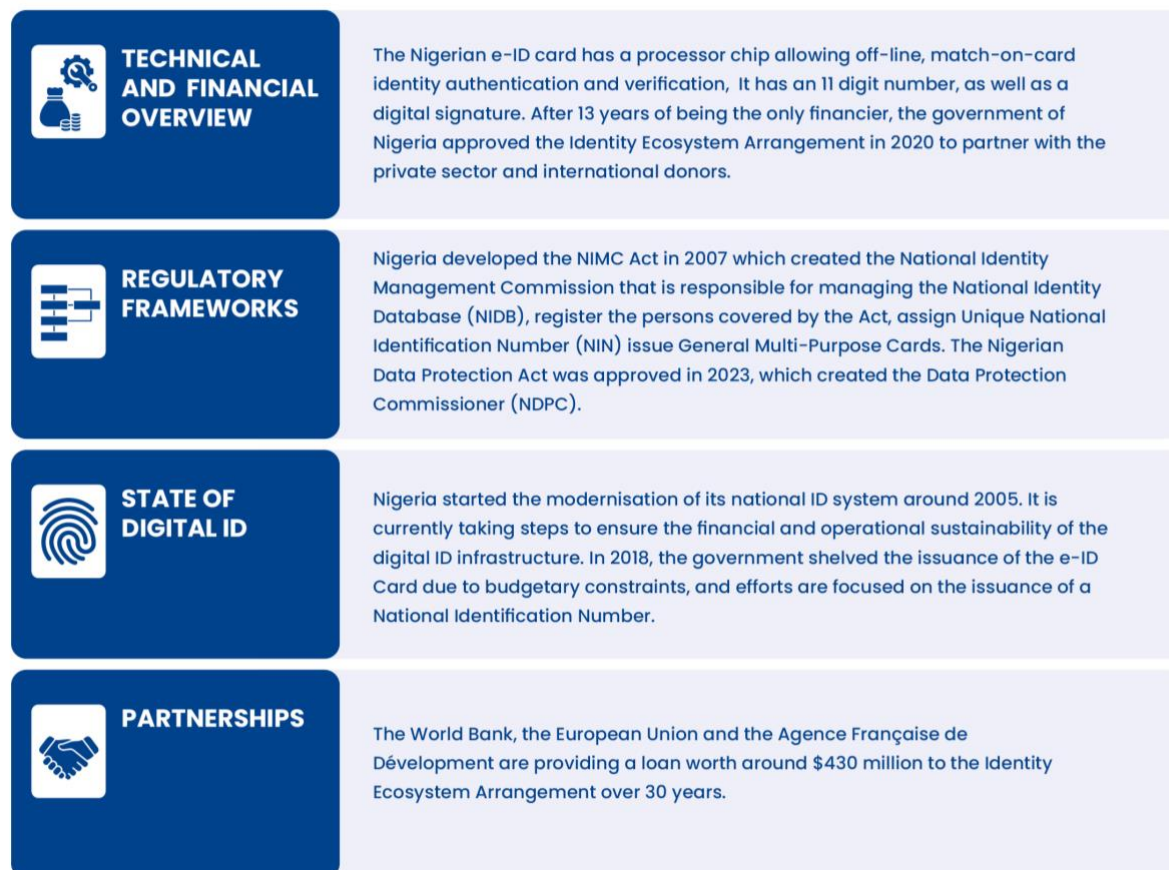 TECHNICAL
AND FINANCIAL
OVERVIEW
The Nigerian e-ID card has a processor chip allowing off-line, match-on-card
identity authentication and verification,  It has an 11 digit number, as well as a
digital signature. After 13 years of being the only financier, the government of
Nigeria approved the Identity Ecosystem Arrangement in 2020 to partner with the
private sector and international donors.
REGULATORY
FRAMEWORKS
Nigeria developed the NIMC Act in 2007 which created the National Identity
Management Commission that is responsible for managing the National Identity
Database (NIDB), register the persons covered by the Act, assign Unique National
Identification Number (NIN) issue General Multi-Purpose Cards. The Nigerian
Data Protection Act was approved in 2023, which created the Data Protection
Commissioner (NDPC).
STATE OF
DIGITAL ID
Nigeria started the modernisation of its national ID system around 2005. It is
currently taking steps to ensure the financial and operational sustainability of the
digital ID infrastructure. In 2018, the government shelved the issuance of the e-ID
Card due to budgetary constraints, and efforts are focused on the issuance of a
National Identification Number.
PARTNERSHIPS
The World Bank, the European Union and the Agence Française de
Dévelopment are providing a loan worth around $430 million to the Identity
Ecosystem Arrangement over 30 years.